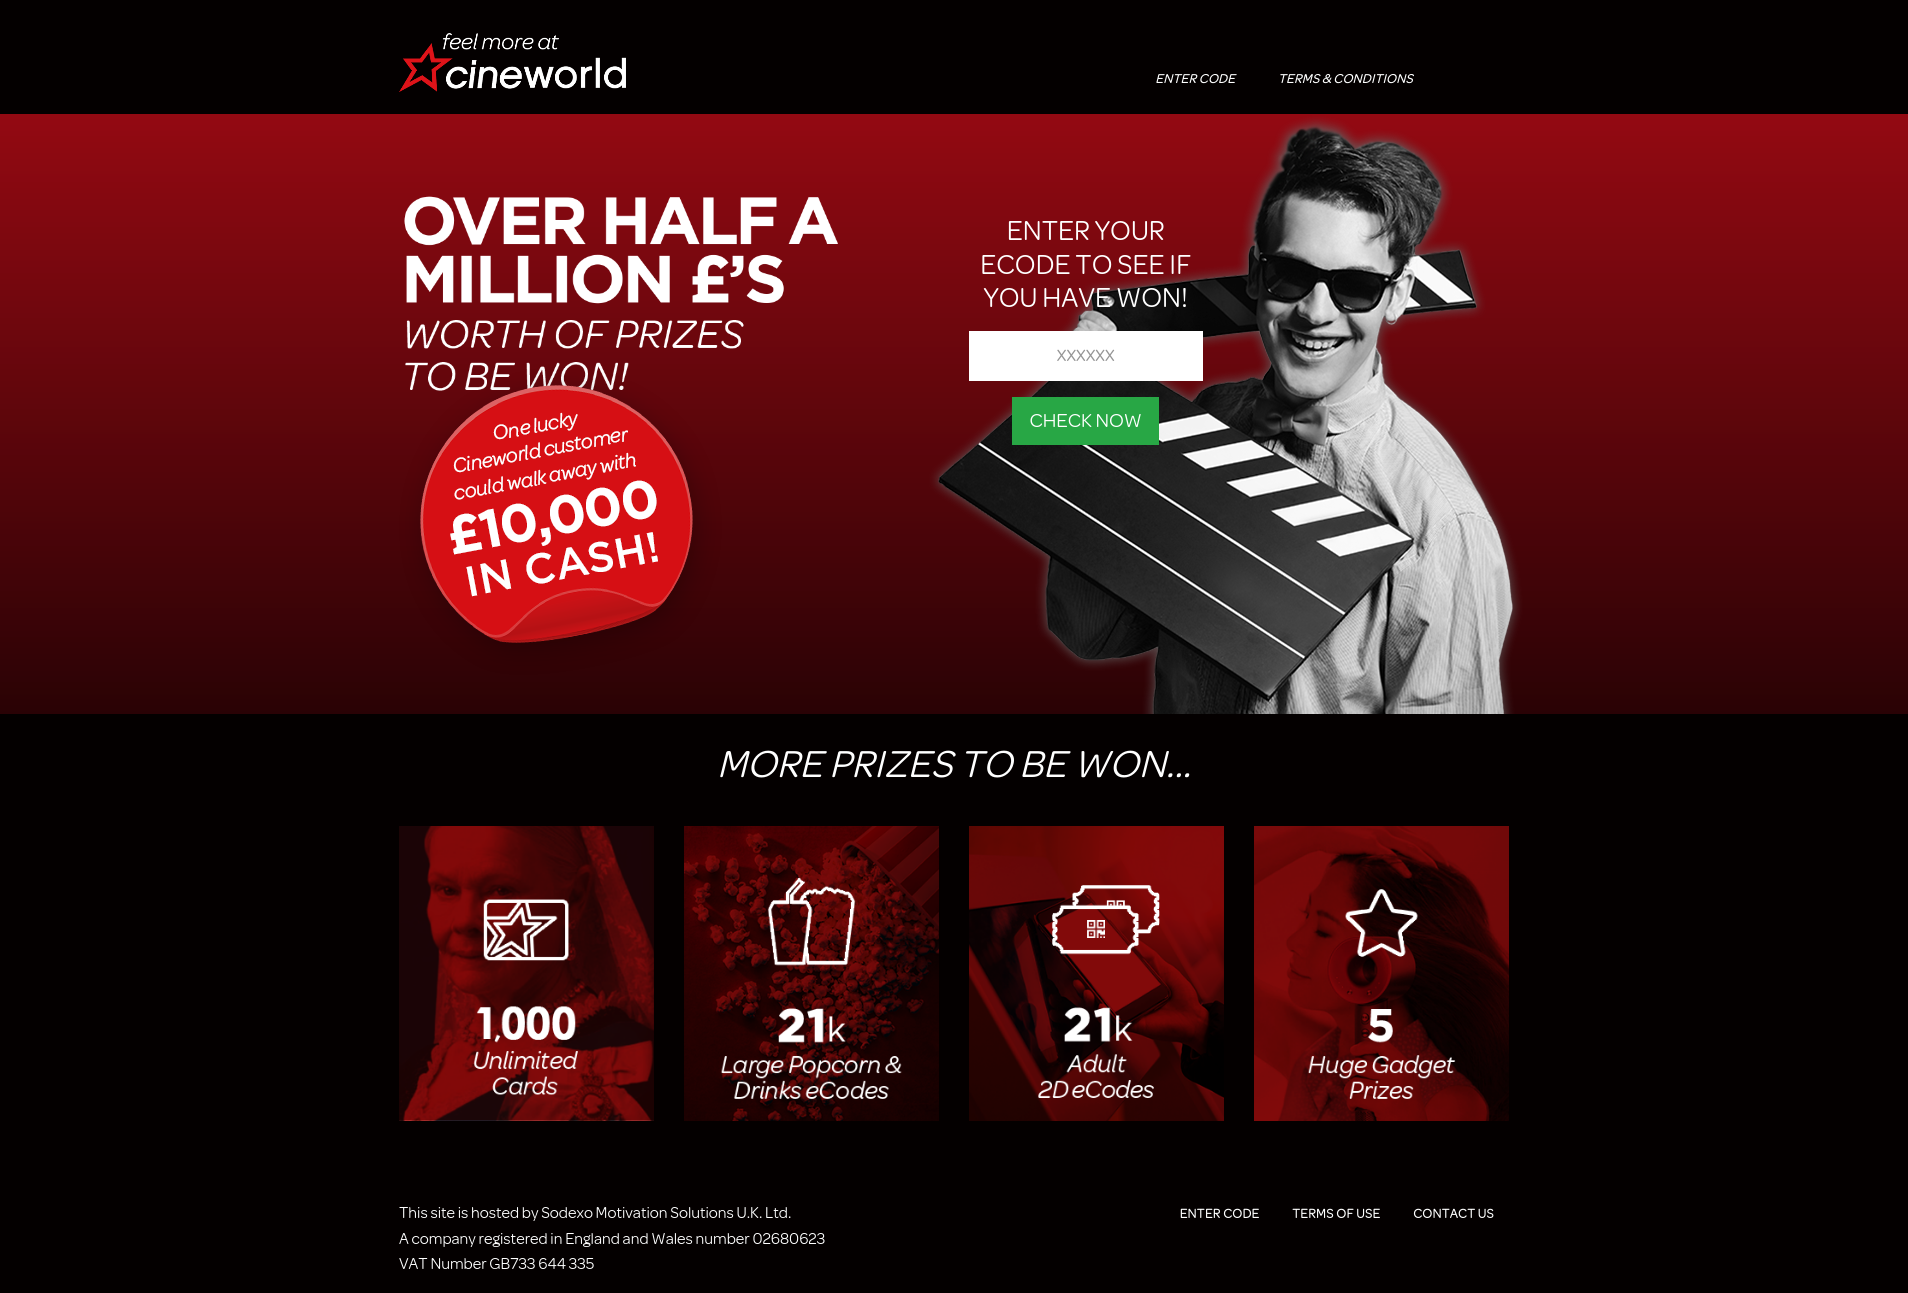 feel more at
cineworld
ENTER CODE
TERMS & CONDITIONS
OVER HALF A
MILLION £'S
WORTH OF PRIZES
TO BE WON!
One lucky
Cineworld customer
could walk away with
£10,000
IN CASH!
ENTER YOUR
ECODE TO SEE IF
YOU HAVE WON!
XXXXXX
CHECK NOW
MORE PRIZES TO BE WON...
1,000
Unlimited
Cards
21k
Large Popcorn &
Drinks eCodes
21k
Adult
2D eCodes
5
Huge Gadget
Prizes
This site is hosted by Sodexo Motivation Solutions U.K. Ltd.
A company registered in England and Wales number 02680623
VAT Number GB733 644 335
ENTER CODE
TERMS OF USE
CONTACT US